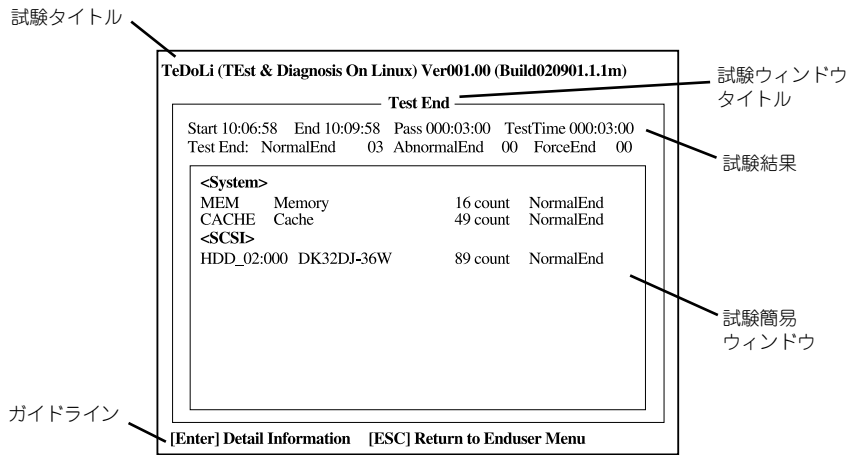 試験タイトル
TeDoLi (TEst & Diagnosis On Linux) Ver001.00 (Build020901.1.1m)
試験ウィンドウ
タイトル
Test End
Start 10:06:58 End 10:09:58 Pass 000:03:00 TestTime 000:03:00
Test End: NormalEnd 03 AbnormalEnd 00 ForceEnd 00
試験結果
<System>
MEM Memory 16 count NormalEnd
CACHE Cache 49 count NormalEnd
<SCSI>
HDD_02:000 DK32DJ-36W 89 count NormalEnd
試験簡易
ウィンドウ
ガイドライン
[Enter] Detail Information [ESC] Return to Enduser Menu